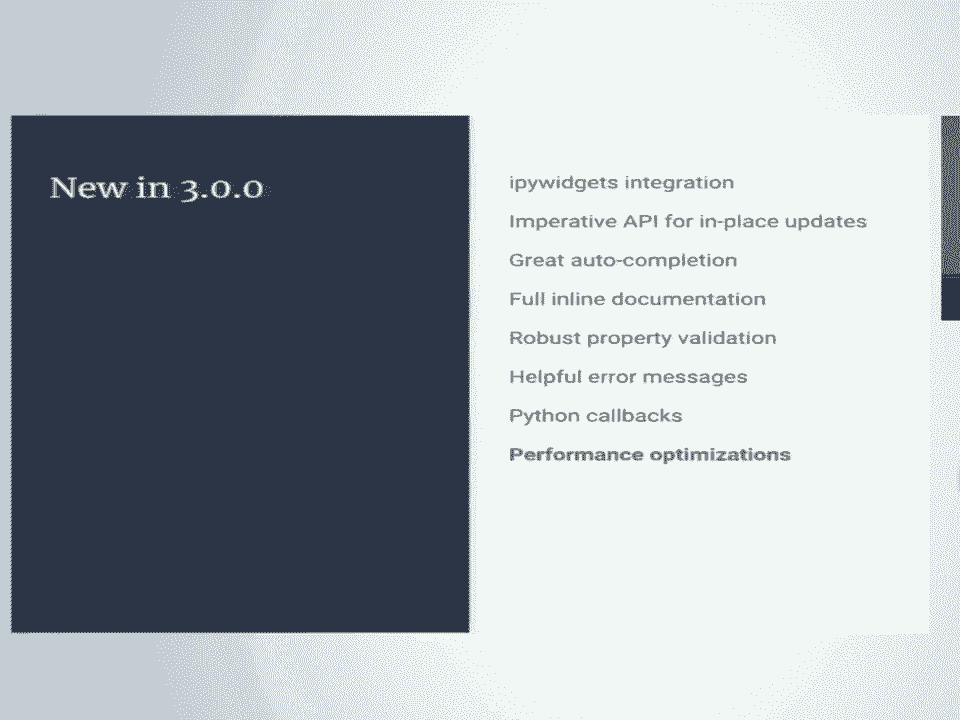 New in 3.0.0
ipywidgets integration
Imperative API for in-place updates
Great auto-completion
Full inline documentation
Robust property validation
Helpful error messages
Python callbacks
Performance optimizations